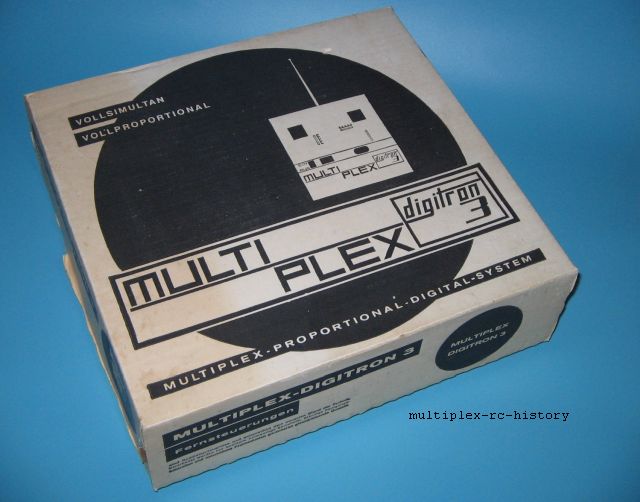 VOLLSIMULTAN
VOLLPROPORTIONAL
MULTI PLEX digitron 3
MULTI
PLEX
digitron
3
MULTIPLEX-PROPORTIONAL-DIGITAL-SYSTEM
MULTIPLEX-DIGITRON 3
Fernsteuerungen
MULTIPLEX
DIGITRON 3
multiplex-rc-history